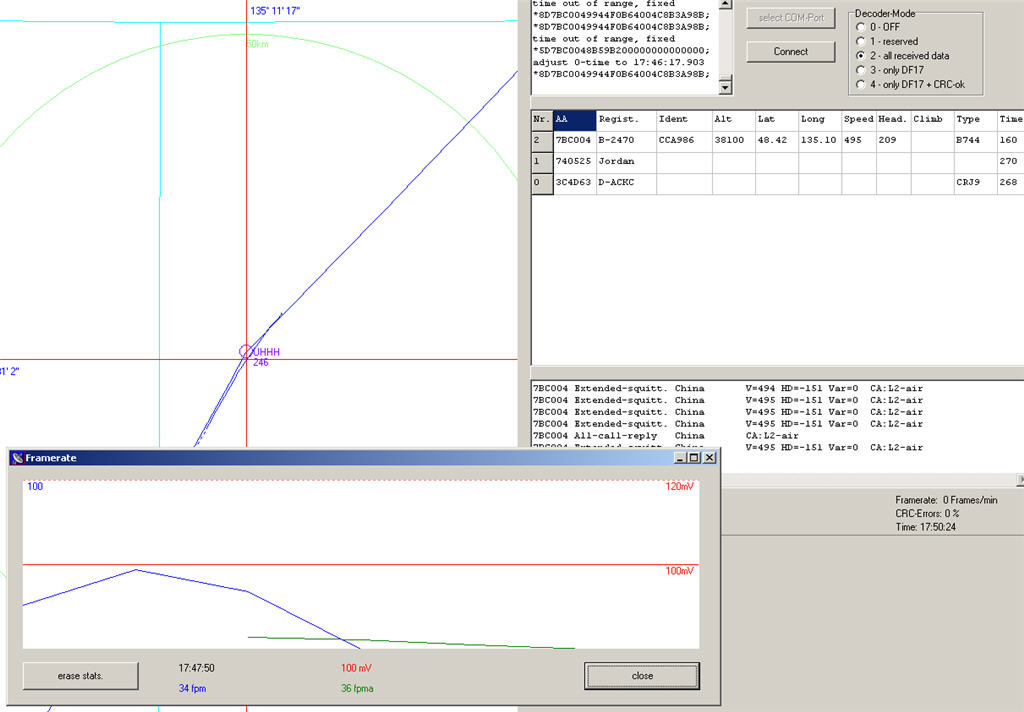 135° 11' 17"
50km
UHHH
246
31' 2"
time out of range, fixed
*8D7BC0049944F0B64004C8B3A98B;
*8D7BC0049944F0B64004C8B3A98B;
time out of range, fixed
*5D7BC0048B59B2000000000000000;
adjust 0-time to 17:46:17.903
*8D7BC0049944F0B64004C8B3A98B;
select COM-Port
Connect
Decoder-Mode
0 - OFF
1 - reserved
2 - all received data
3 - only DF17
4 - only DF17 + CRC-ok
Nr. AA Regist. Ident Alt Lat Long Speed Head. Climb Type Time
2 7BC004 B-2470 CCA986 38100 48.42 135.10 495 209 B744 160
1 740525 Jordan 270
0 3C4D63 D-ACKC CRJ9 268
7BC004 Extended-squitt. China V=494 HD=-151 Var=0 CA:L2-air
7BC004 Extended-squitt. China V=495 HD=-151 Var=0 CA:L2-air
7BC004 Extended-squitt. China V=495 HD=-151 Var=0 CA:L2-air
7BC004 Extended-squitt. China V=495 HD=-151 Var=0 CA:L2-air
7BC004 All-call-reply China CA:L2-air
7BC004 Extended-squitt. China V=495 HD=-151 Var=0 CA:L2-air
Framerate: 0 Frames/min
CRC-Errors: 0 %
Time: 17:50:24
Framerate
100
120mV
100mV
erase stats.
17:47:50
34 fpm
100 mV
36 fpma
close